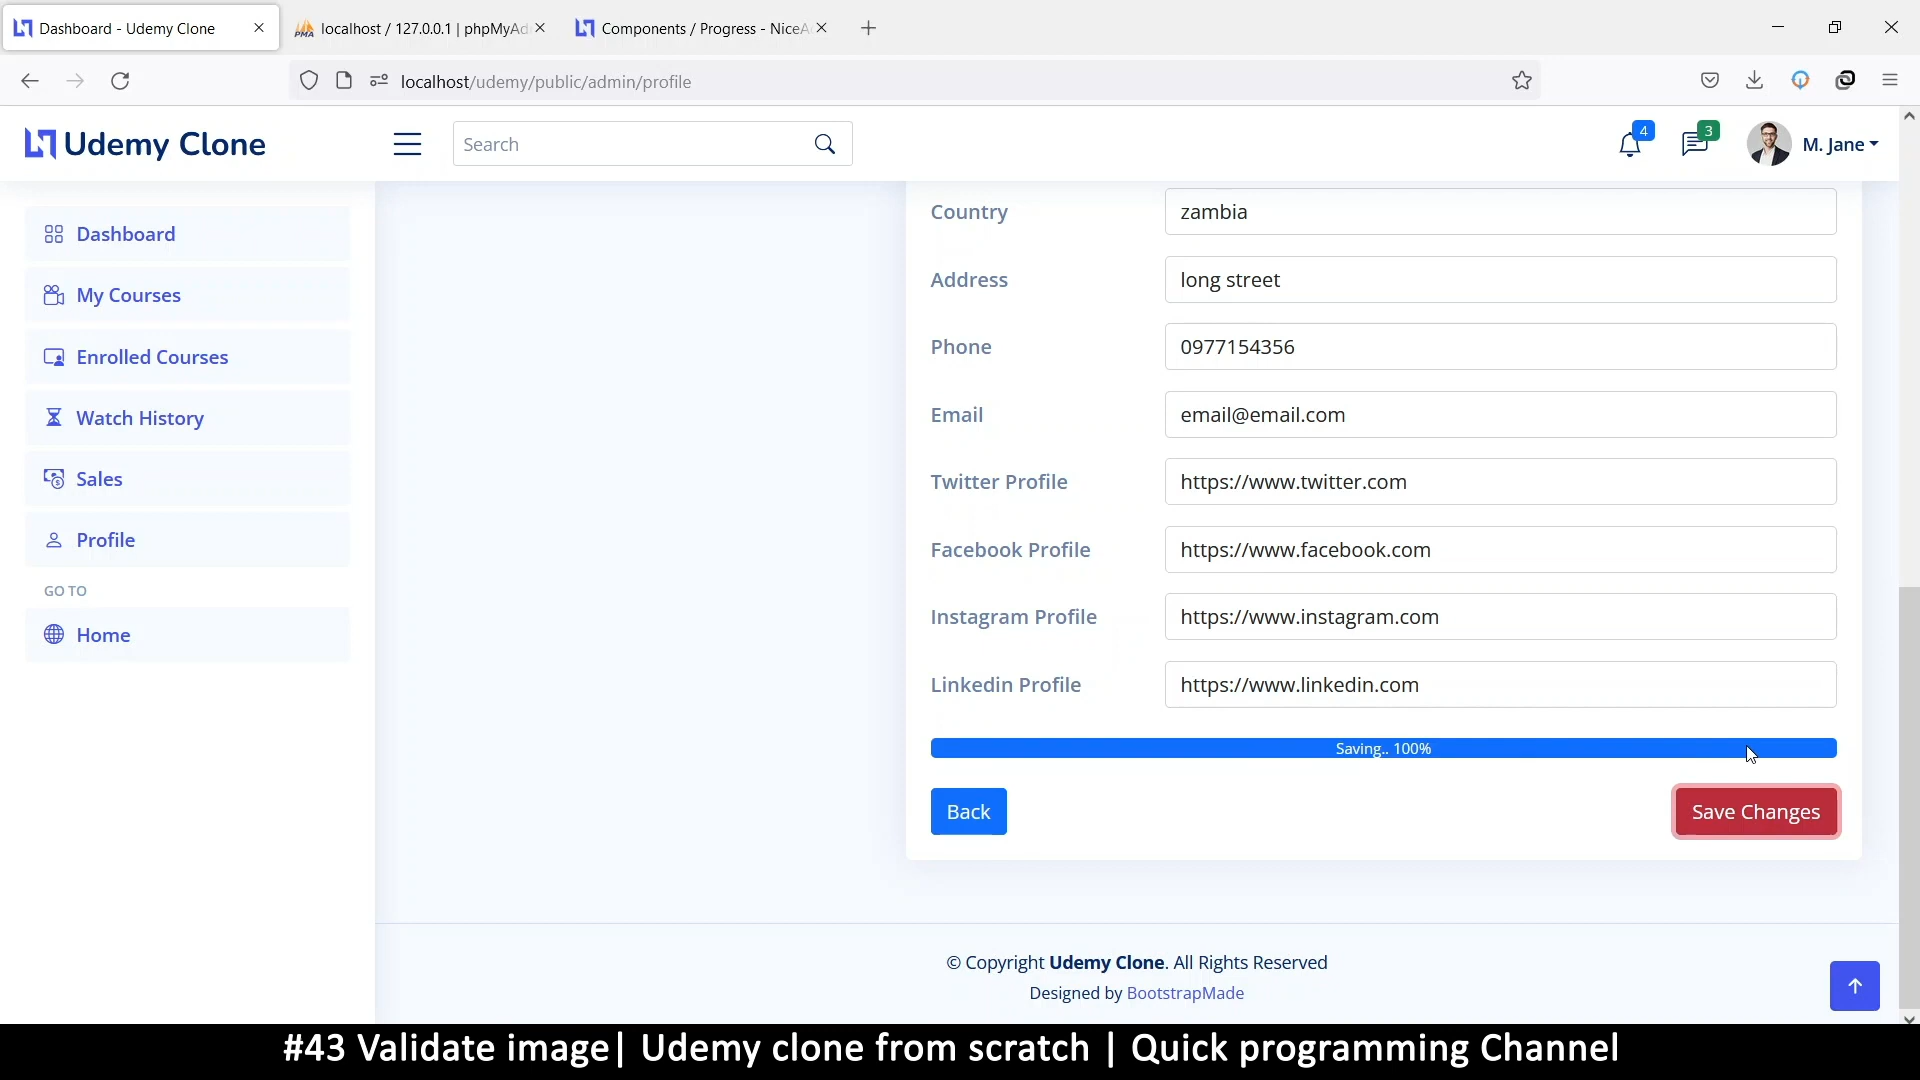 Dashboard - Udemy Clone
localhost / 127.0.0.1 | phpMyAd
Components / Progress - NiceA
localhost/udemy/public/admin/profile
Udemy Clone
Search
4
3
M. Jane
Dashboard
My Courses
Enrolled Courses
Watch History
Sales
Profile
GO TO
Home
Country
zambia
Address
long street
Phone
0977154356
Email
email@email.com
Twitter Profile
https://www.twitter.com
Facebook Profile
https://www.facebook.com
Instagram Profile
https://www.instagram.com
Linkedin Profile
https://www.linkedin.com
Saving.. 100%
Back
Save Changes
© Copyright Udemy Clone. All Rights Reserved
Designed by BootstrapMade
#43 Validate image| Udemy clone from scratch | Quick programming Channel